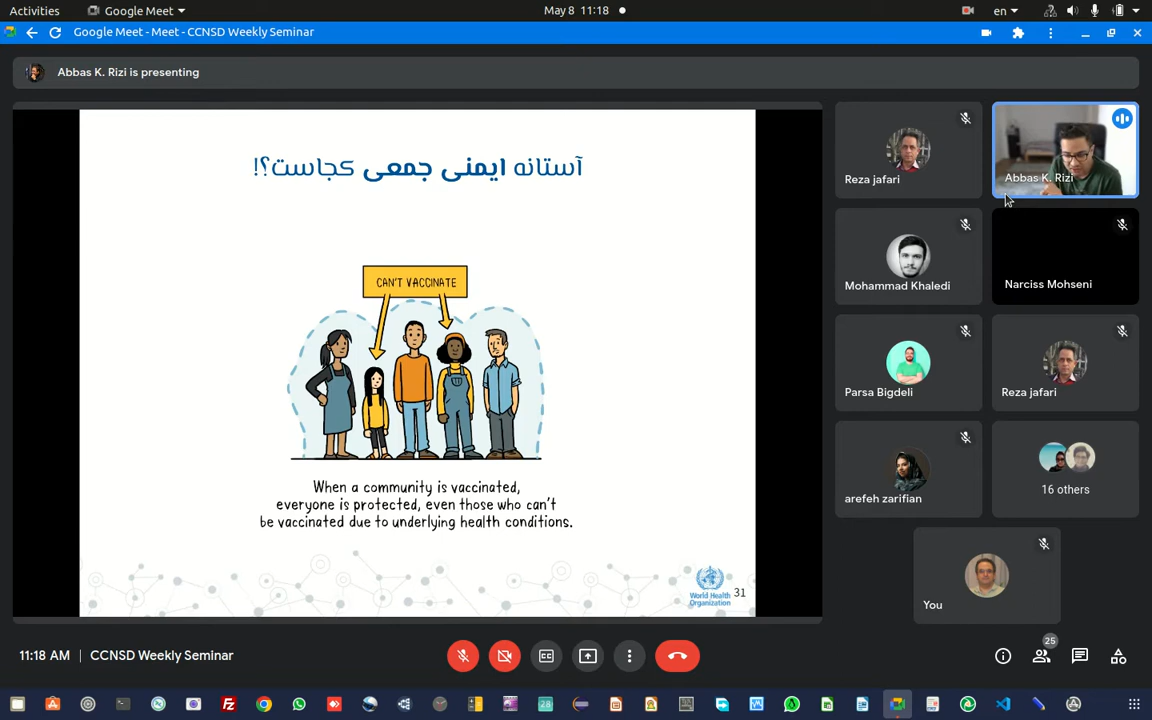 Activities
Google Meet
May 8 11:18
en
Google Meet - Meet - CCNSD Weekly Seminar
Abbas K. Rizi is presenting
آستانه ایمنی جمعی کجاست؟!
CAN'T VACCINATE
When a community is vaccinated,
everyone is protected, even those who can't
be vaccinated due to underlying health conditions.
World Health
Organization
31
Reza jafari
Abbas K. Rizi
Mohammad Khaledi
Narciss Mohseni
Parsa Bigdeli
Reza jafari
arefeh zarifian
16 others
You
11:18 AM
CCNSD Weekly Seminar
25
28